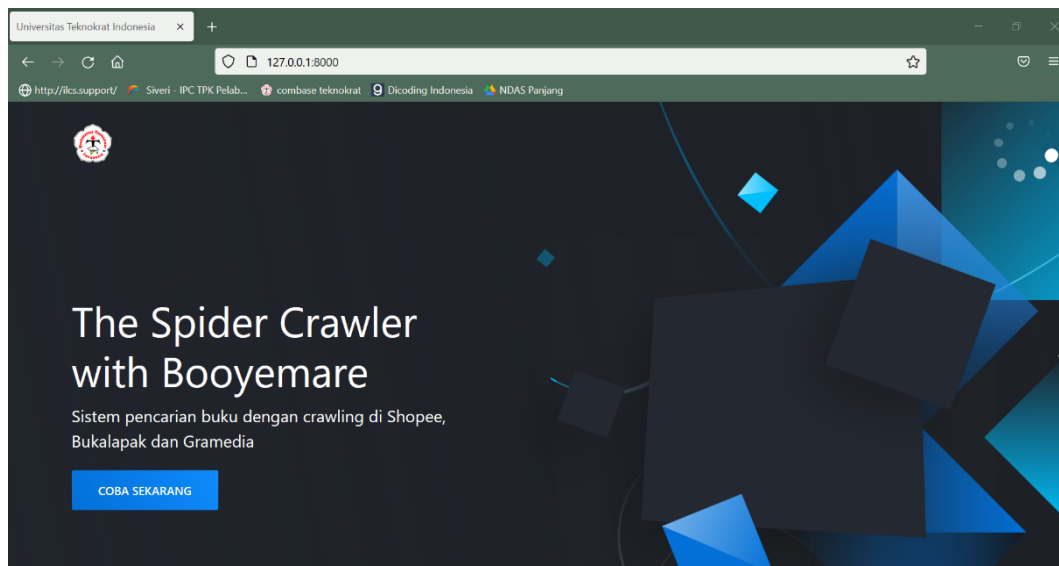 Universitas Teknokrat Indonesia
127.0.0.1:8000
http://ilcs.support/ Siveri - IPC TPK Pelab... combase teknokrat Dicoding Indonesia NDAS Panjang
The Spider Crawler
with Booyemare
Sistem pencarian buku dengan crawling di Shopee,
Bukalapak dan Gramedia
COBA SEKARANG